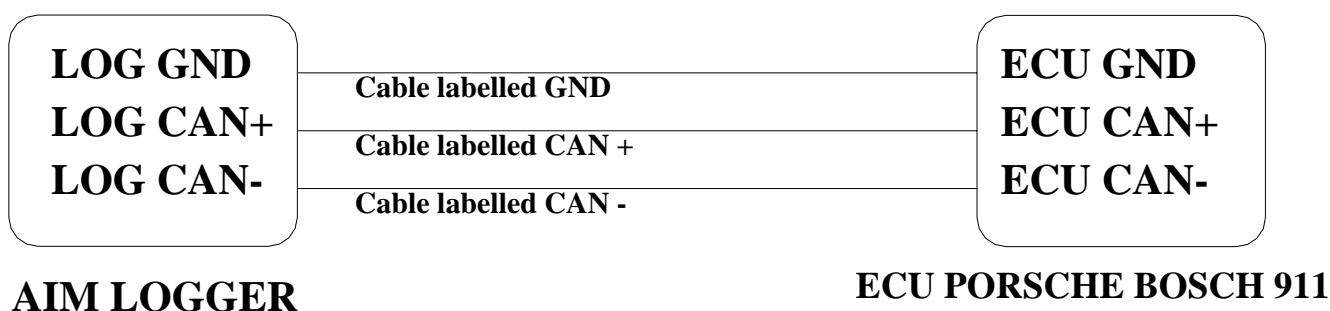 LOG GND
LOG CAN+
LOG CAN-
Cable labelled GND
Cable labelled CAN +
Cable labelled CAN -
ECU GND
ECU CAN+
ECU CAN-
AIM LOGGER
ECU PORSCHE BOSCH 911